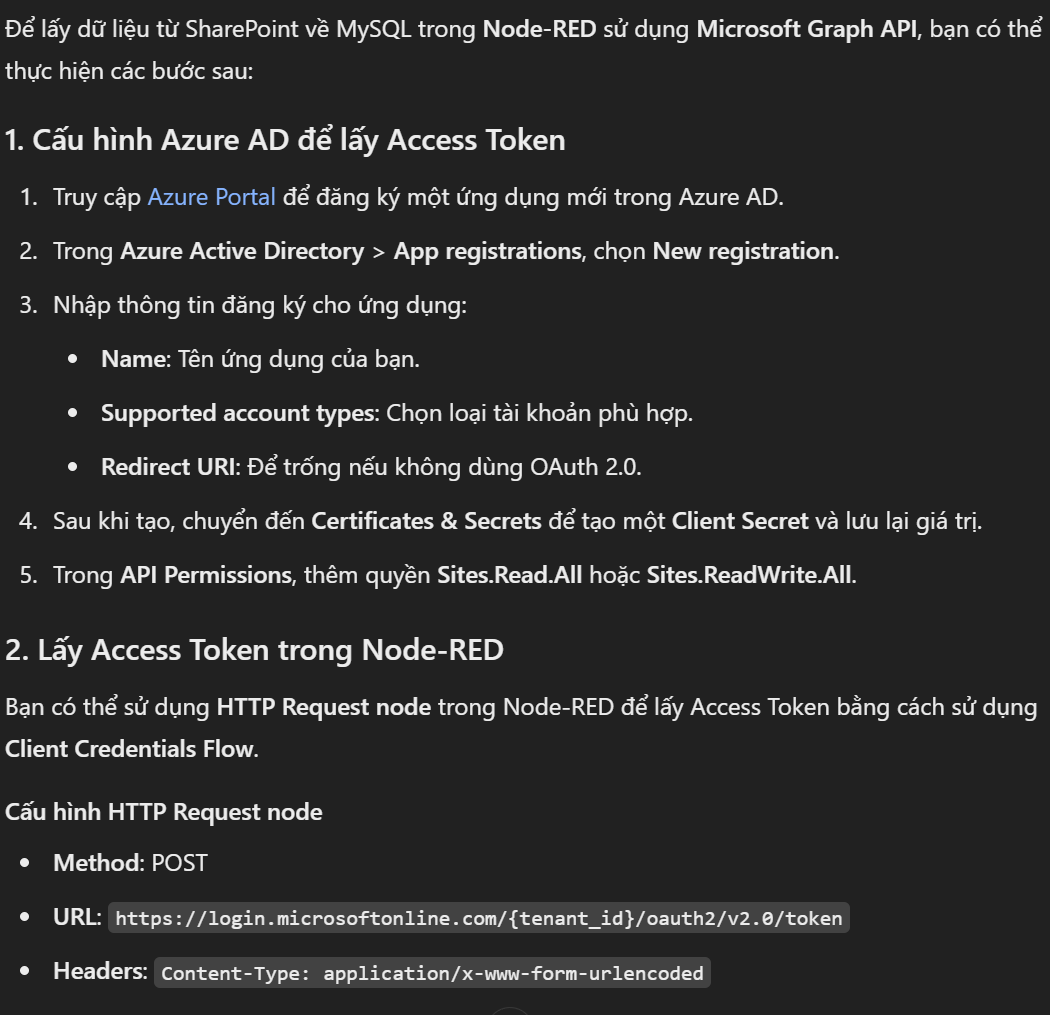 Để lấy dữ liệu từ SharePoint về MySQL trong Node-RED sử dụng Microsoft Graph API, bạn có thể
thực hiện các bước sau:
1. Cấu hình Azure AD để lấy Access Token
1. Truy cập Azure Portal để đăng ký một ứng dụng mới trong Azure AD.
2. Trong Azure Active Directory > App registrations, chọn New registration.
3. Nhập thông tin đăng ký cho ứng dụng:
• Name: Tên ứng dụng của bạn.
• Supported account types: Chọn loại tài khoản phù hợp.
• Redirect URI: Để trống nếu không dùng OAuth 2.0.
4. Sau khi tạo, chuyển đến Certificates & Secrets để tạo một Client Secret và lưu lại giá trị.
5. Trong API Permissions, thêm quyền Sites.Read.All hoặc Sites.ReadWrite.All.
2. Lấy Access Token trong Node-RED
Bạn có thể sử dụng HTTP Request node trong Node-RED để lấy Access Token bằng cách sử dụng
Client Credentials Flow.
Cấu hình HTTP Request node
• Method: POST
• URL: https://login.microsoftonline.com/{tenant_id}/oauth2/v2.0/token
• Headers: Content-Type: application/x-www-form-urlencoded